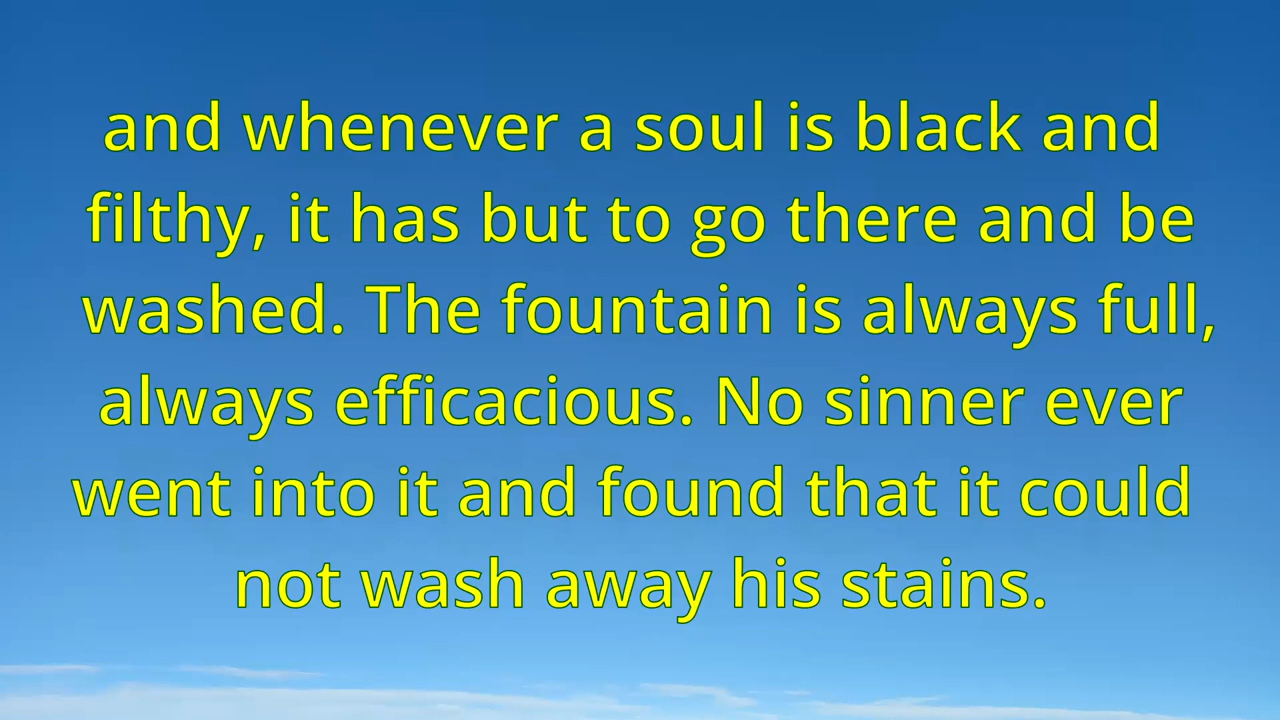 and whenever a soul is black and
filthy, it has but to go there and be
washed. The fountain is always full,
always efficacious. No sinner ever
went into it and found that it could
not wash away his stains.